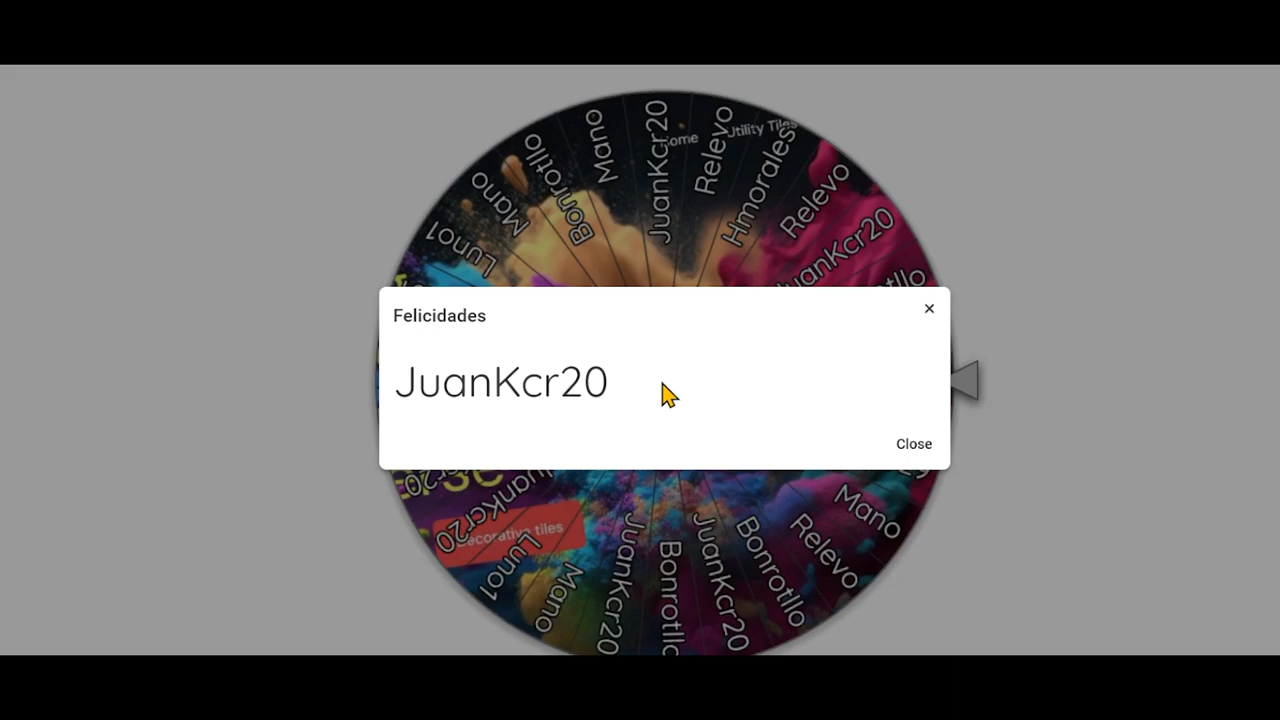 Mano
JuanKcr20
Relevo
Utility Tiles
Bonrotllo
Hmorales
Mano
Relevo
Luno1
JuanKcr20
Felicidades
×
JuanKcr20
Close
JuanKcr20
Mano
JuanKcr20
Decorative tiles
Relevo
Luno1
Mano
JuanKcr20
Bonrotllo
JuanKcr20
Bonrotllo